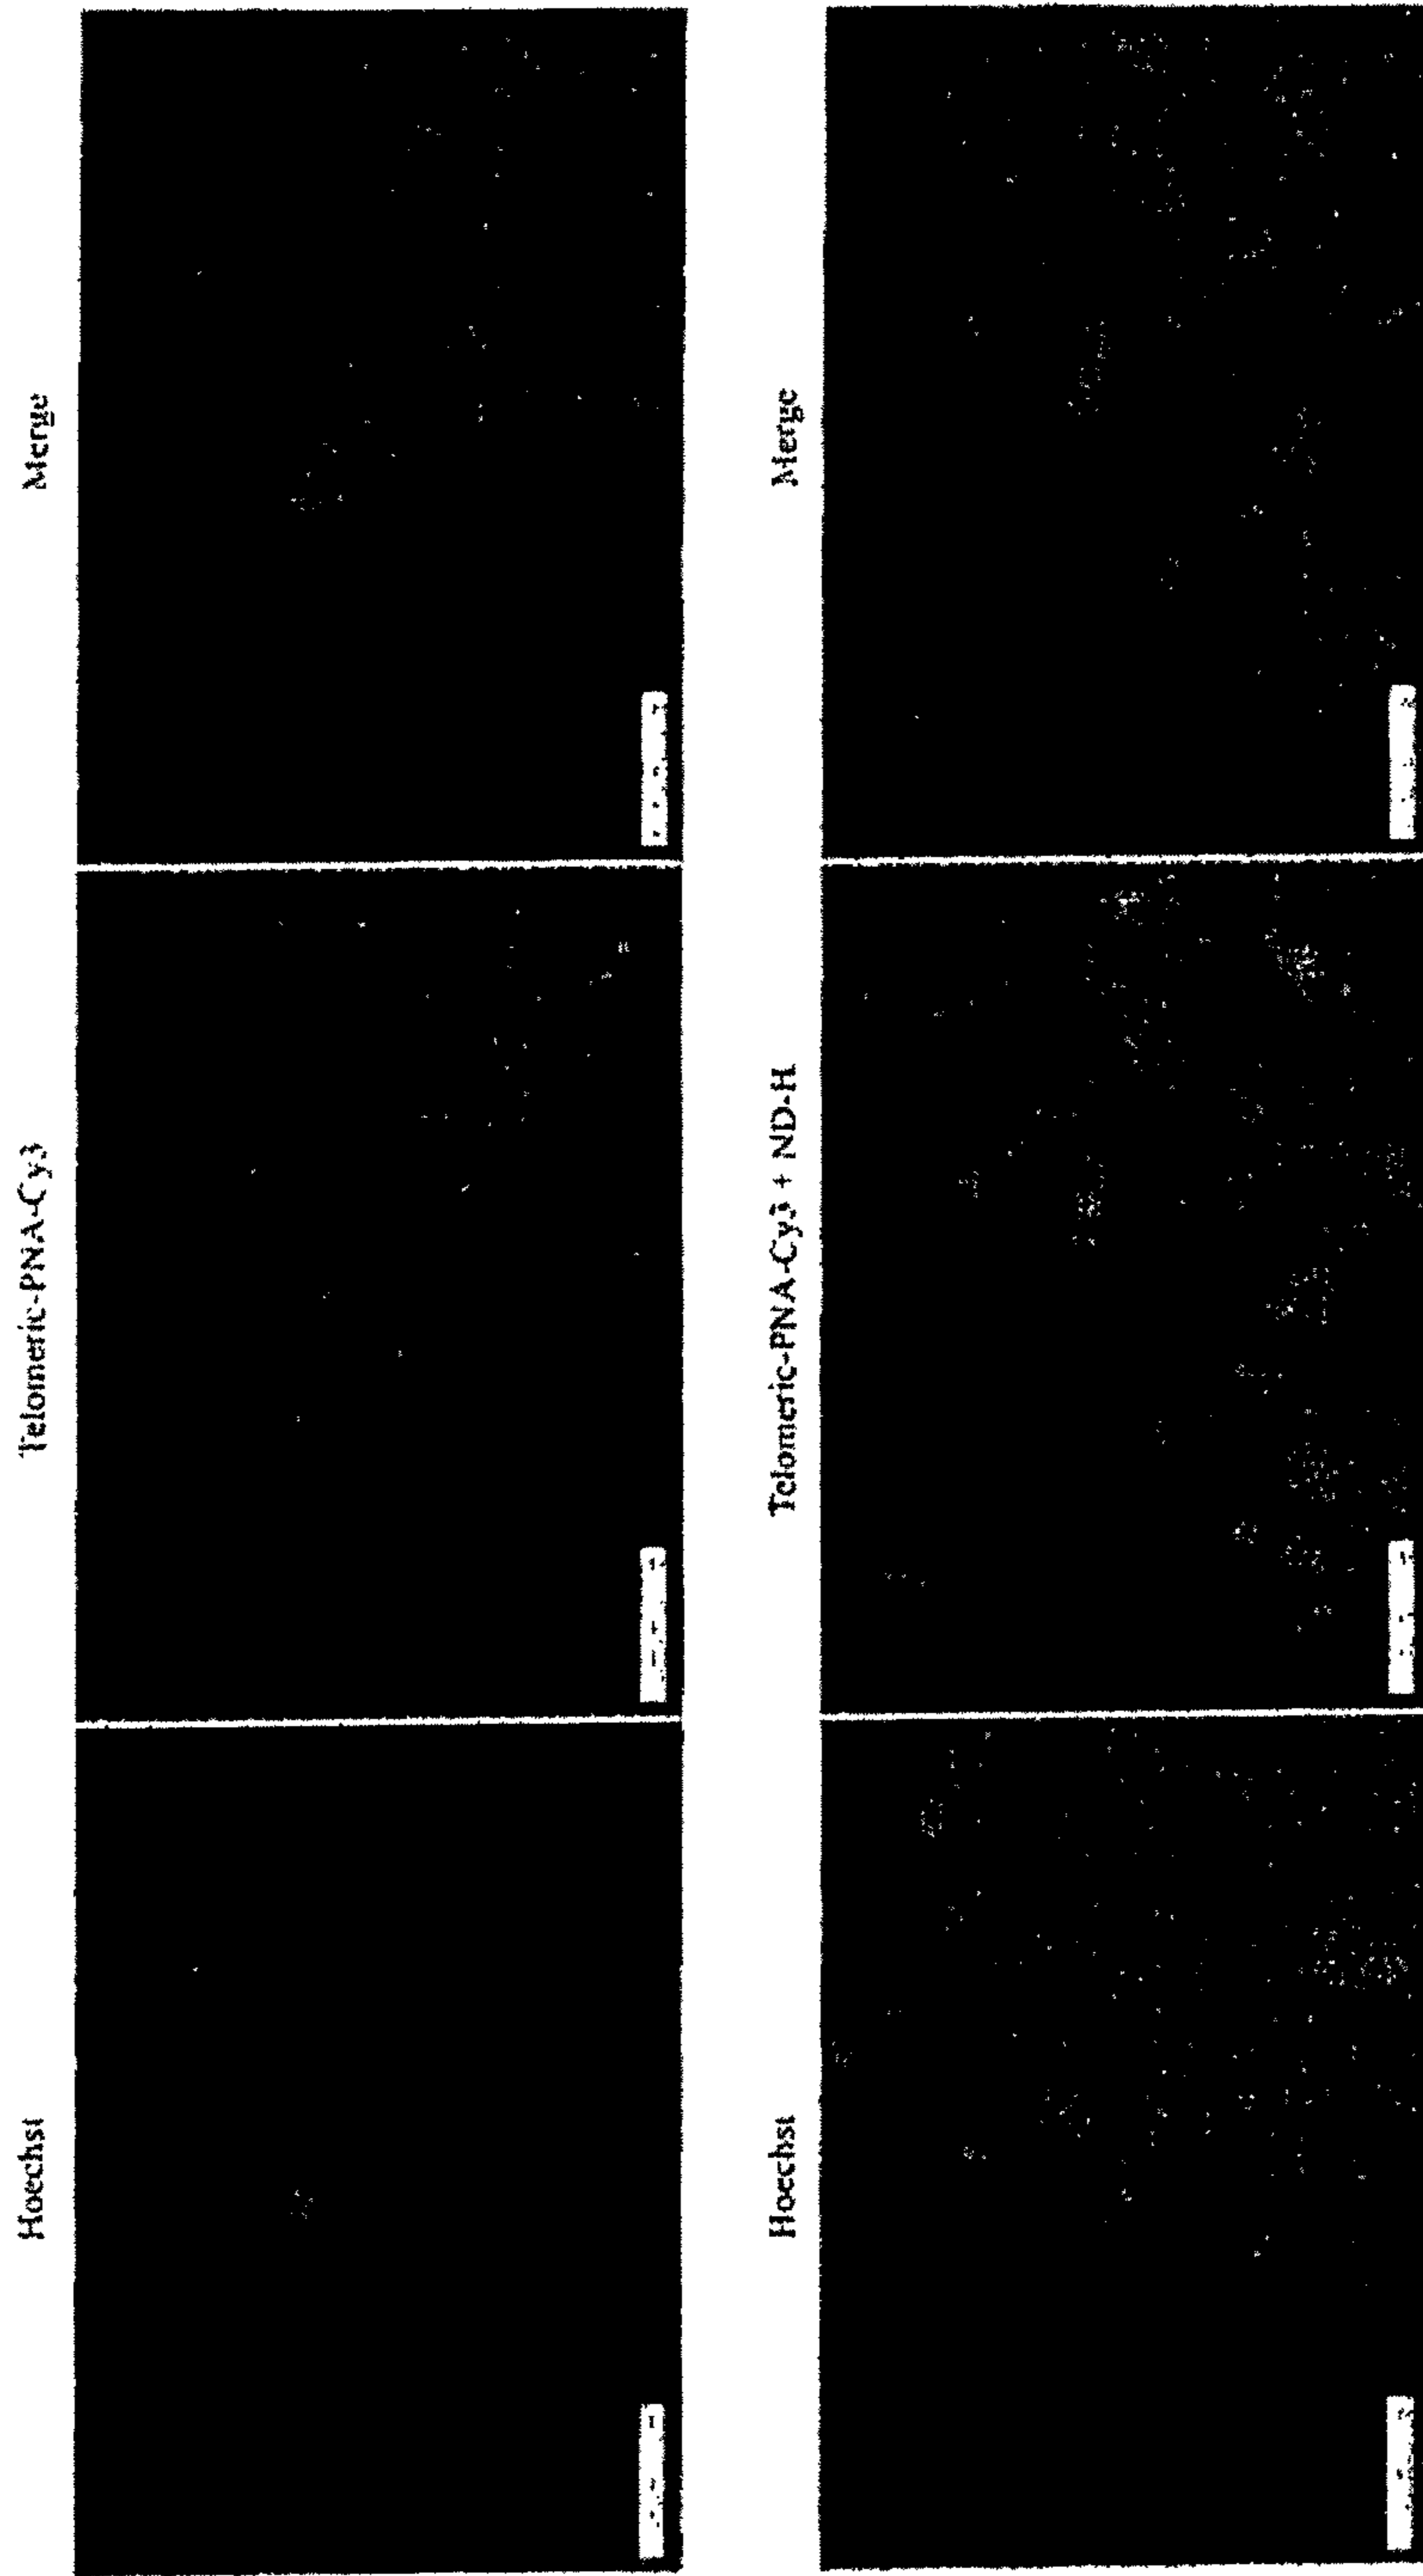 Hoechst
Telomeric-PNA-Cy3
Merge
Hoechst
Telomeric-PNA-Cy3 + ND-H
Merge